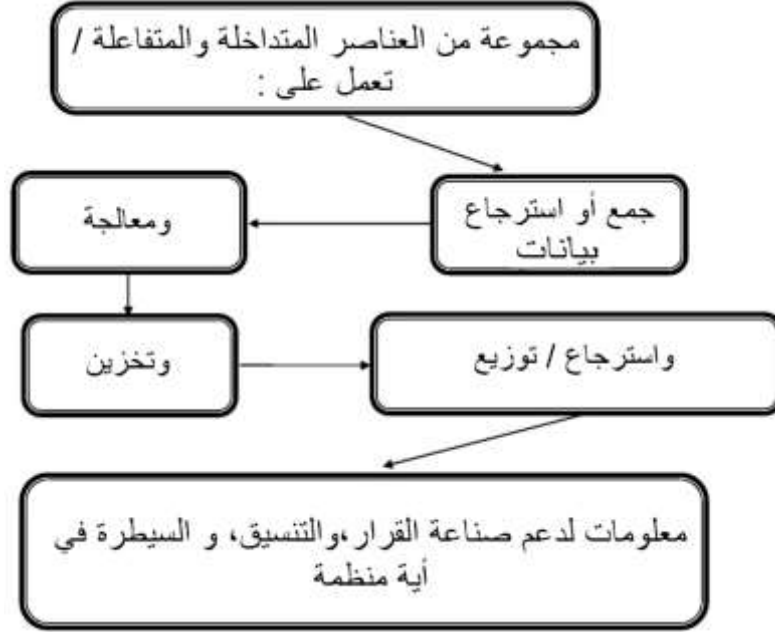 مجموعة من العناصر المتداخلة والمتفاعلة /
تعمل على :
جمع أو استرجاع
بيانات
ومعالجة
وتخزين
واسترجاع / توزيع
معلومات لدعم صناعة القرار ،والتنسيق، و السيطرة في
أية منظمة